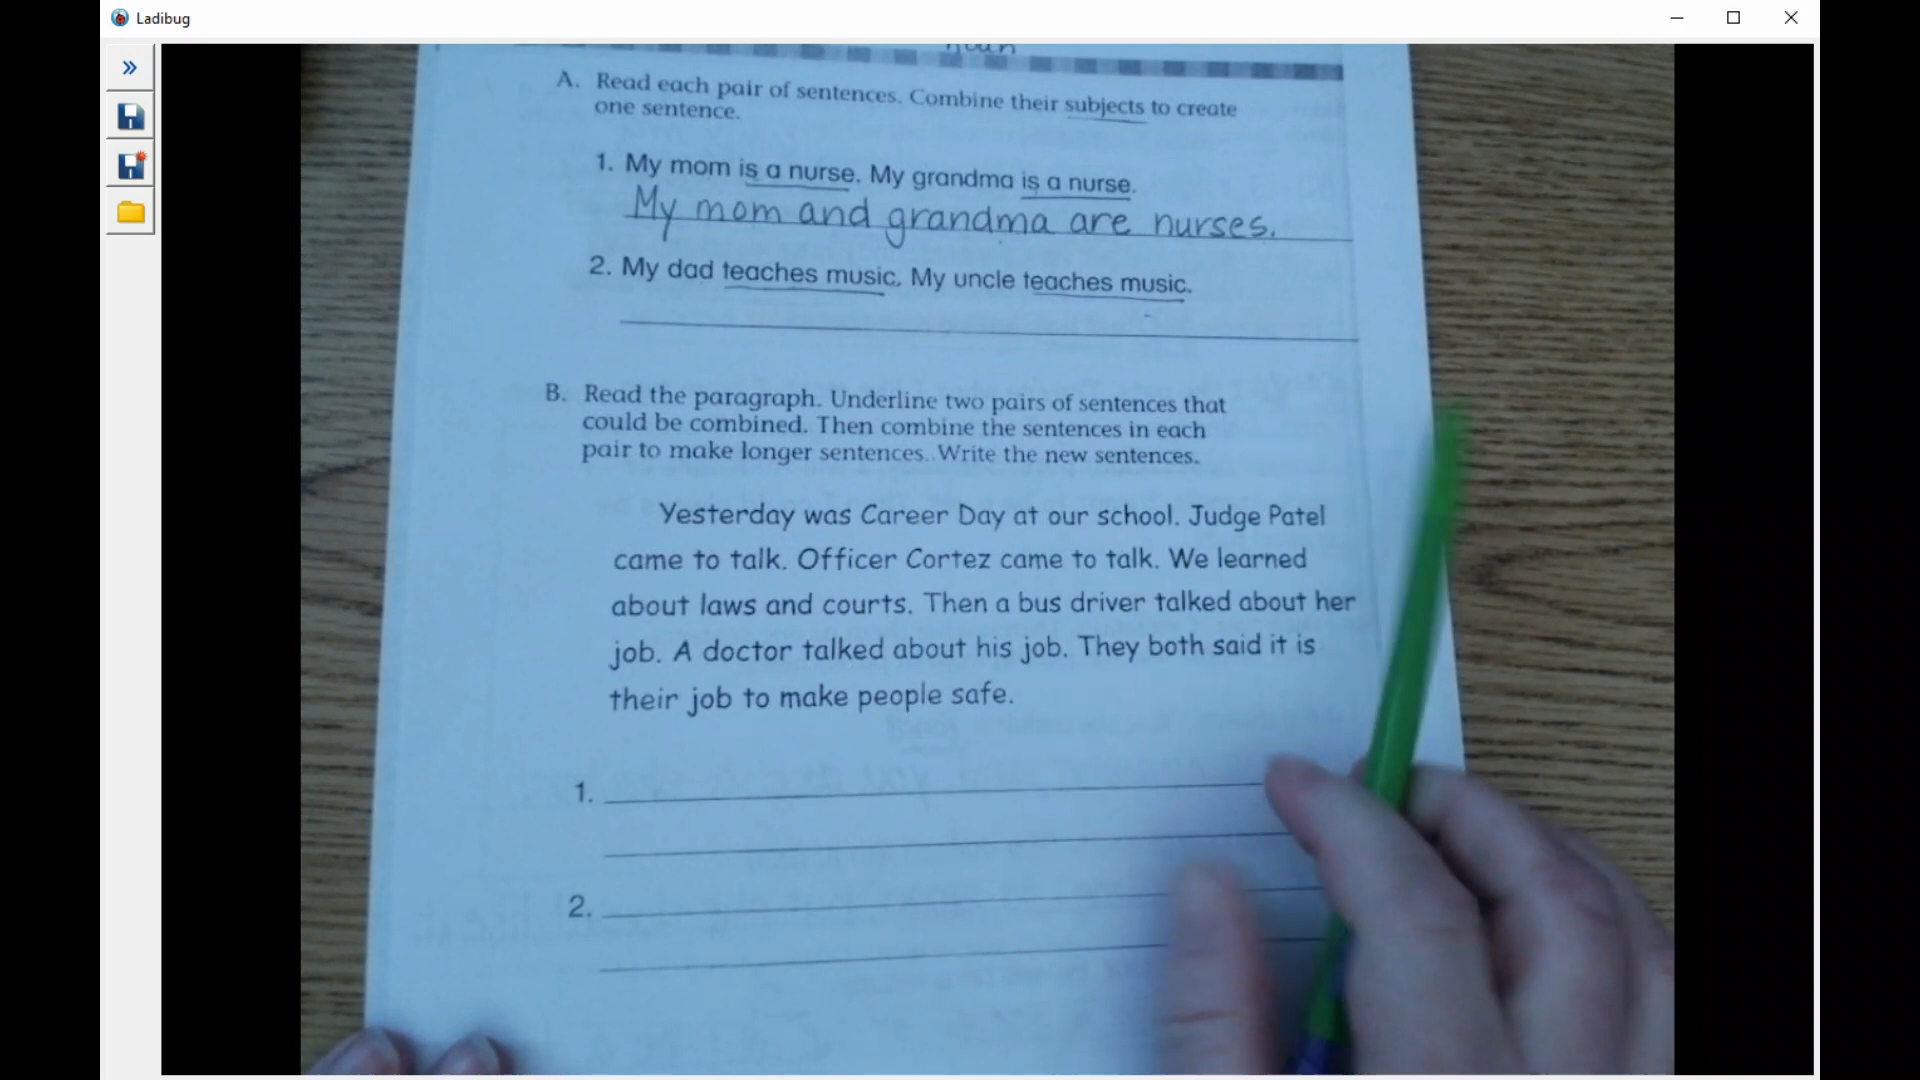 Ladibug
A. Read each pair of sentences. Combine their subjects to create
one sentence.
1. My mom is a nurse. My grandma is a nurse.
My mom and grandma are nurses.
2. My dad teaches music. My uncle teaches music.
B. Read the paragraph. Underline two pairs of sentences that
could be combined. Then combine the sentences in each
pair to make longer sentences. Write the new sentences.
Yesterday was Career Day at our school. Judge Patel
came to talk. Officer Cortez came to talk. We learned
about laws and courts. Then a bus driver talked about her
job. A doctor talked about his job. They both said it is
their job to make people safe.
1.
2.